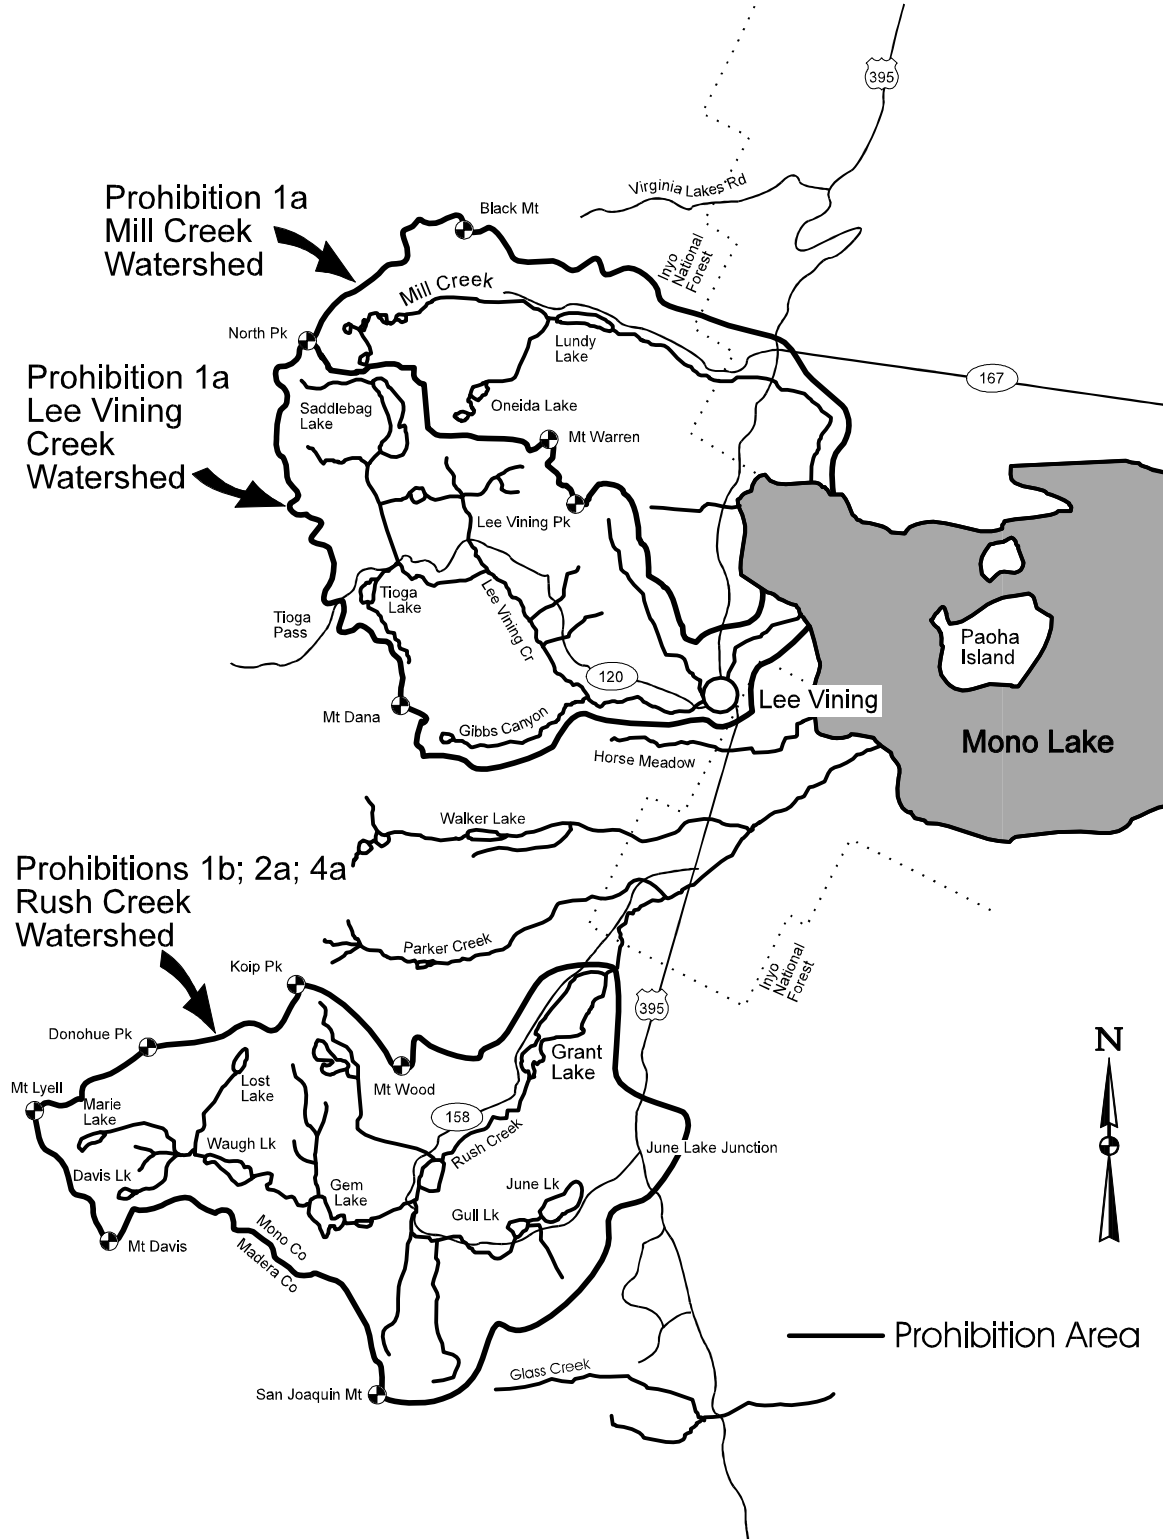 395
Virginia Lakes Rd
Prohibition 1a
Mill Creek
Watershed
Black Mt
Inyo
National
Forest
Mill Creek
North Pk
Lundy
Lake
167
Prohibition 1a
Lee Vining
Creek
Watershed
Saddlebag
Lake
Oneida Lake
Mt Warren
Lee Vining Pk
Tioga
Lake
Lee Vining Cr
Tioga
Pass
Paoha
Island
120
Lee Vining
Mt Dana
Gibbs Canyon
Mono Lake
Horse Meadow
Walker Lake
Prohibitions 1b; 2a; 4a
Rush Creek
Watershed
Parker Creek
Koip Pk
Inyo
National
Forest
395
Donohue Pk
N
Grant
Lake
Mt Wood
Lost
Lake
Mt Lyell
Marie
Lake
158
Rush Creek
Waugh Lk
June Lake Junction
Davis Lk
Gem
Lake
June Lk
Gull Lk
Mono Co
Madera Co
Mt Davis
Prohibition Area
Glass Creek
San Joaquin Mt